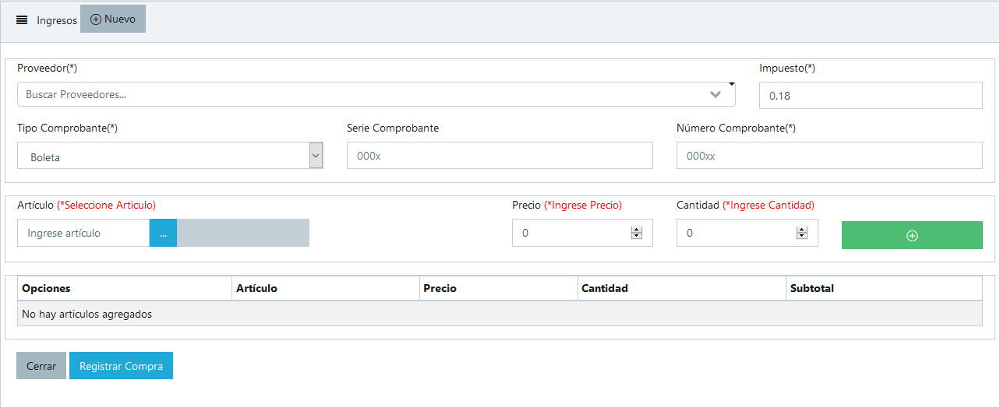 Ingresos Nuevo
Proveedor(*) Impuesto(*)
Buscar Proveedores... 0.18
Tipo Comprobante(*) Serie Comprobante Número Comprobante(*)
Boleta 000x 000xx
Artículo (*Seleccione Articulo) Precio (*Ingrese Precio) Cantidad (*Ingrese Cantidad)
Ingrese artículo ... 0 0
Opciones Artículo Precio Cantidad Subtotal
No hay articulos agregados
Cerrar Registrar Compra